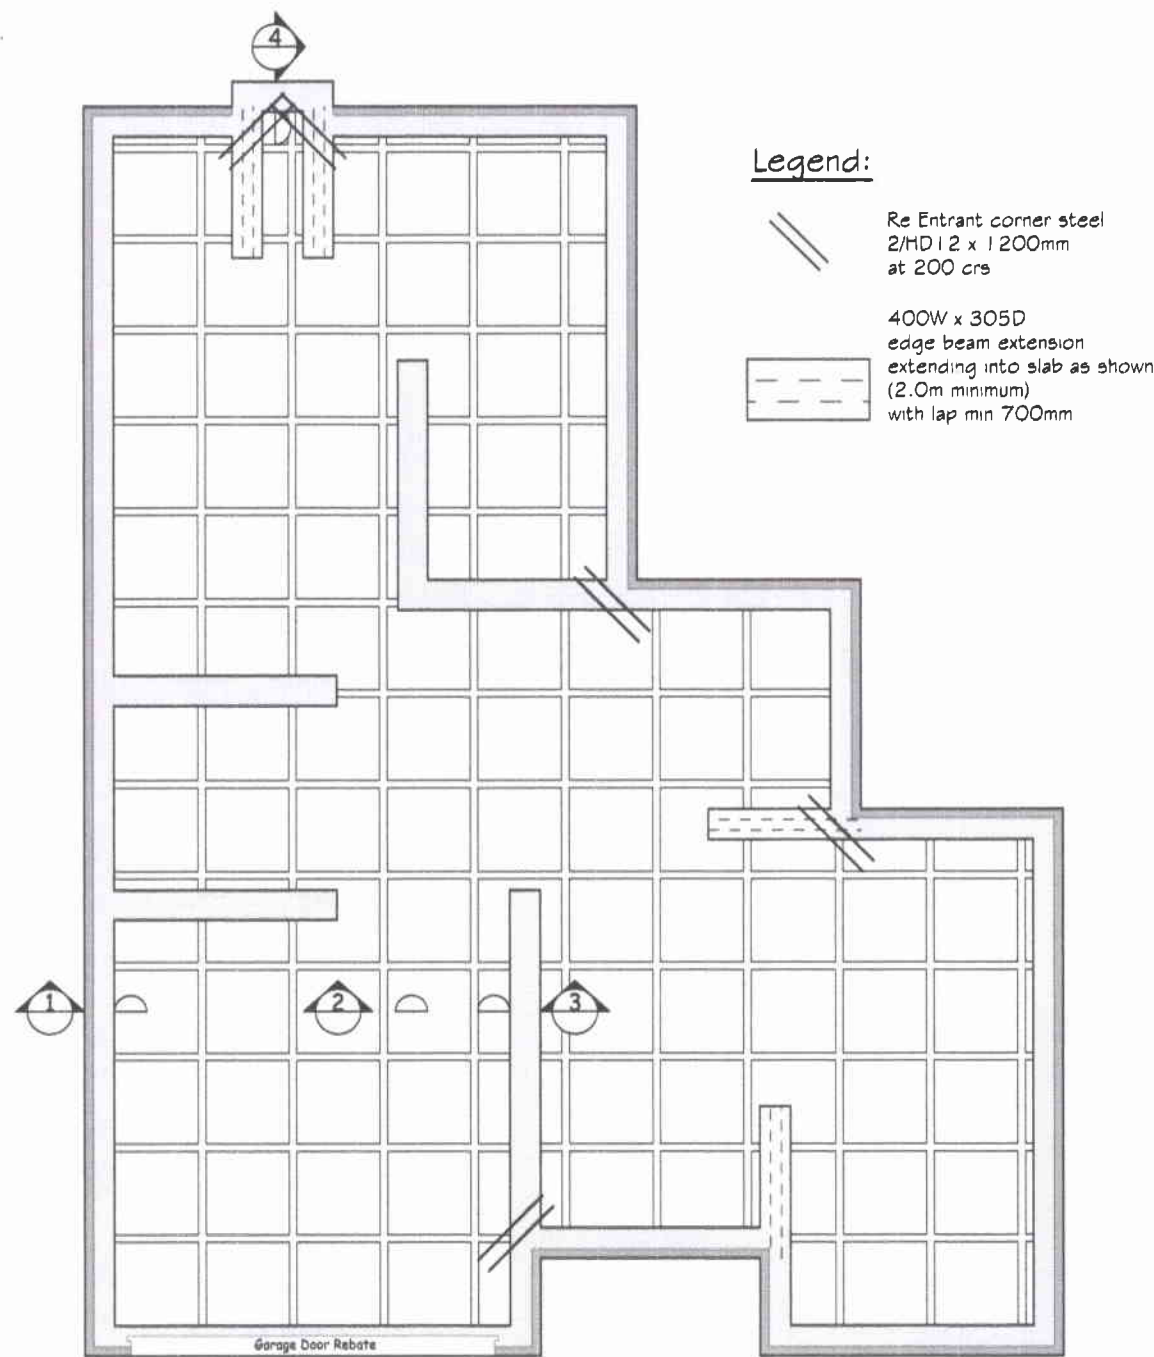 4
Legend:
Re Entrant corner steel
2/HD12 x 1200mm
at 200 crs
400W x 305D
edge beam extension
extending into slab as shown
(2.0m minimum)
with lap min 700mm
1
2
3
Garage Door Rebate